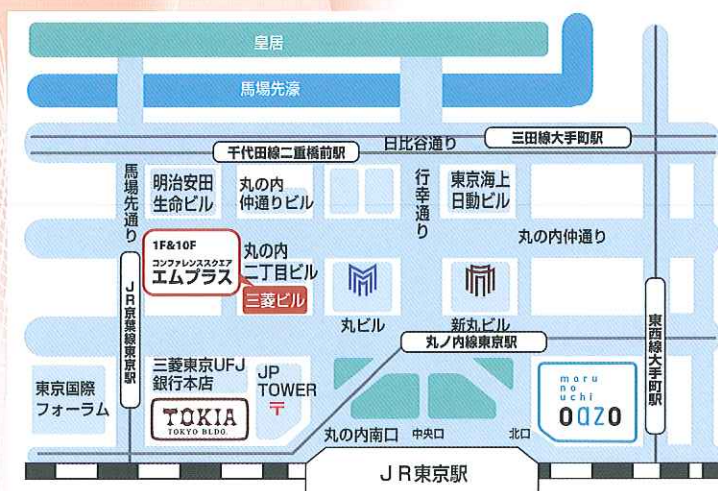 皇居
馬場先濠
日比谷通り
三田線大手町駅
千代田線二重橋前駅
馬場先通り
明治安田
生命ビル
丸の内
仲通りビル
行幸通り
東京海上
日動ビル
丸の内仲通り
1F&10F
コンファレンススクエア
エムプラス
丸の内
二丁目ビル
三菱ビル
丸ビル
新丸ビル
JR京葉線東京駅
丸ノ内線東京駅
東西線大手町駅
東京国際
フォーラム
三菱東京UFJ
銀行本店
TOKIA
TOKYO BLDG.
JP
TOWER
〒
maru
no
uchi
oazo
丸の内南口
中央口
北口
JR東京駅